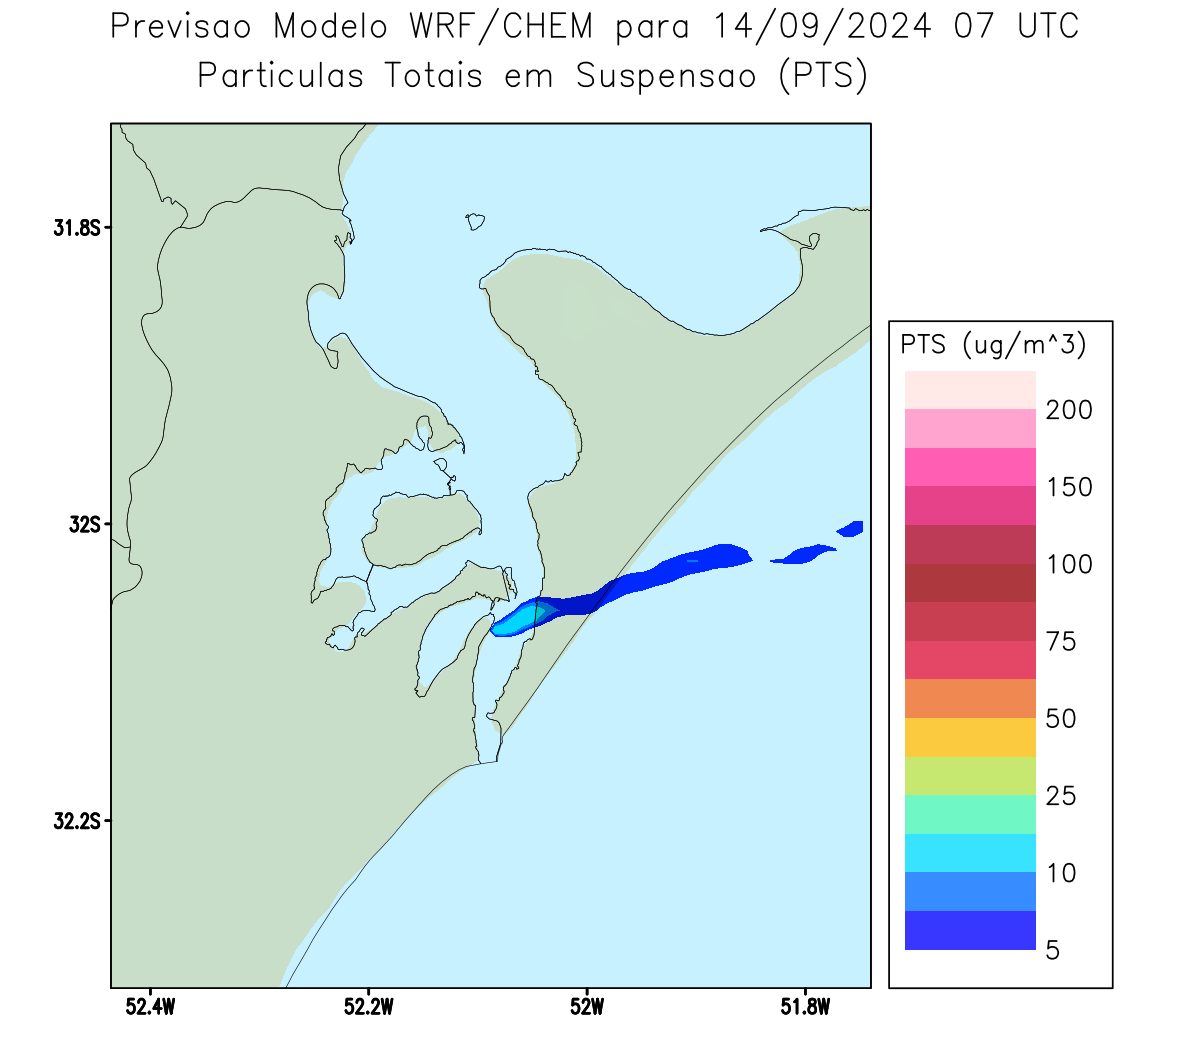 Previsao Modelo WRF/CHEM para 14/09/2024 07 UTC
Particulas Totais em Suspensao (PTS)
31.8S
32S
32.2S
52.4W
52.2W
52W
51.8W
PTS (ug/m^3)
200
150
100
75
50
25
10
5